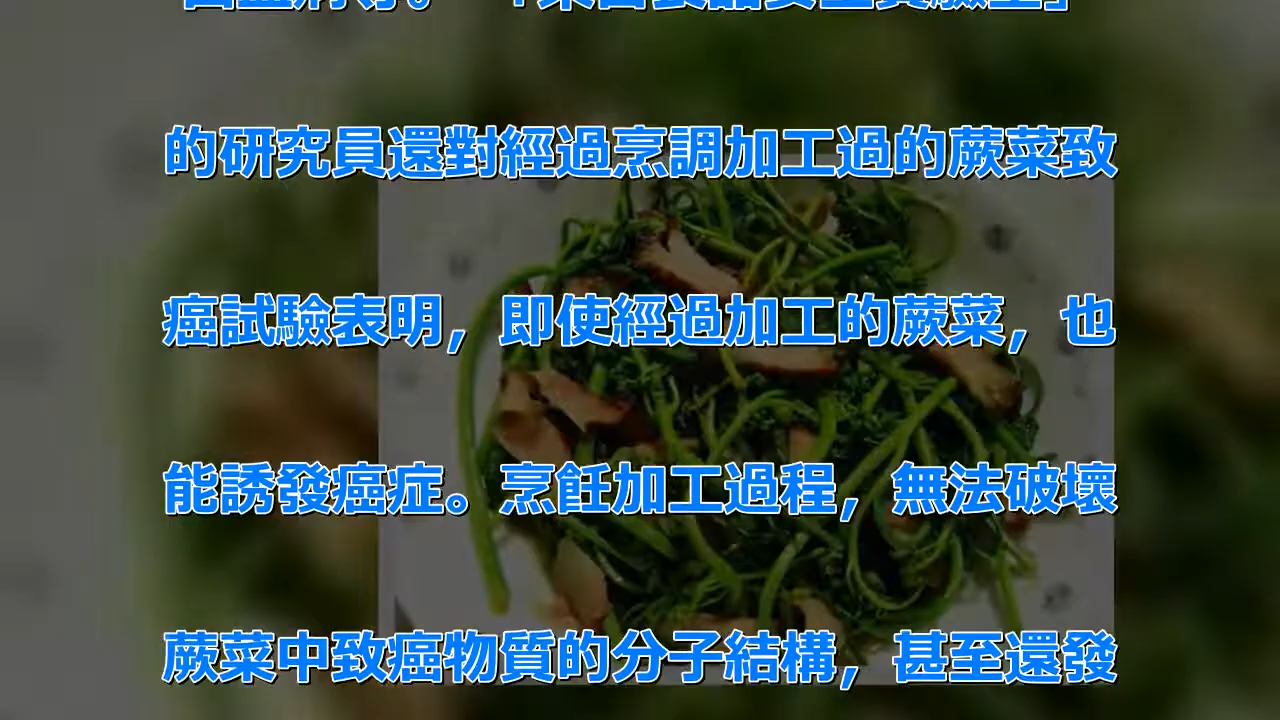 的研究員還對經過烹調加工過的蕨菜致
癌試驗表明，即使經過加工的蕨菜，也
能誘發癌症。烹飪加工過程，無法破壞
蕨菜中致癌物質的分子結構，甚至還發